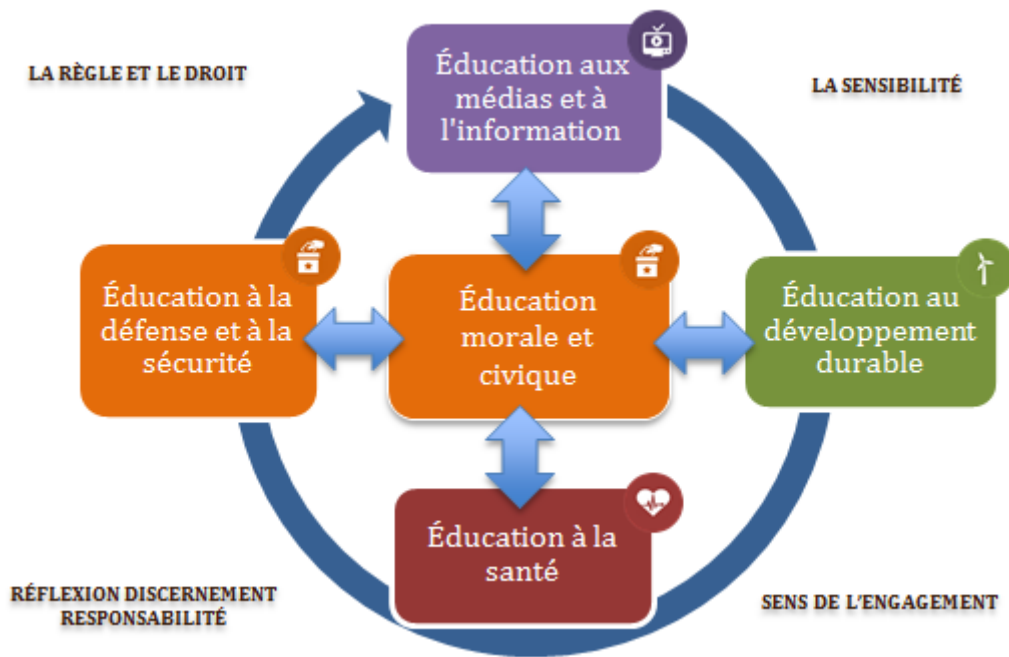 LA RÈGLE ET LE DROIT
Éducation aux
médias et à
l'information
LA SENSIBILITÉ
Éducation à la
défense et à la
sécurité
Éducation
morale et
civique
Éducation au
développement
durable
Éducation à la
santé
RÉFLEXION DISCERNEMENT
RESPONSABILITÉ
SENS DE L'ENGAGEMENT